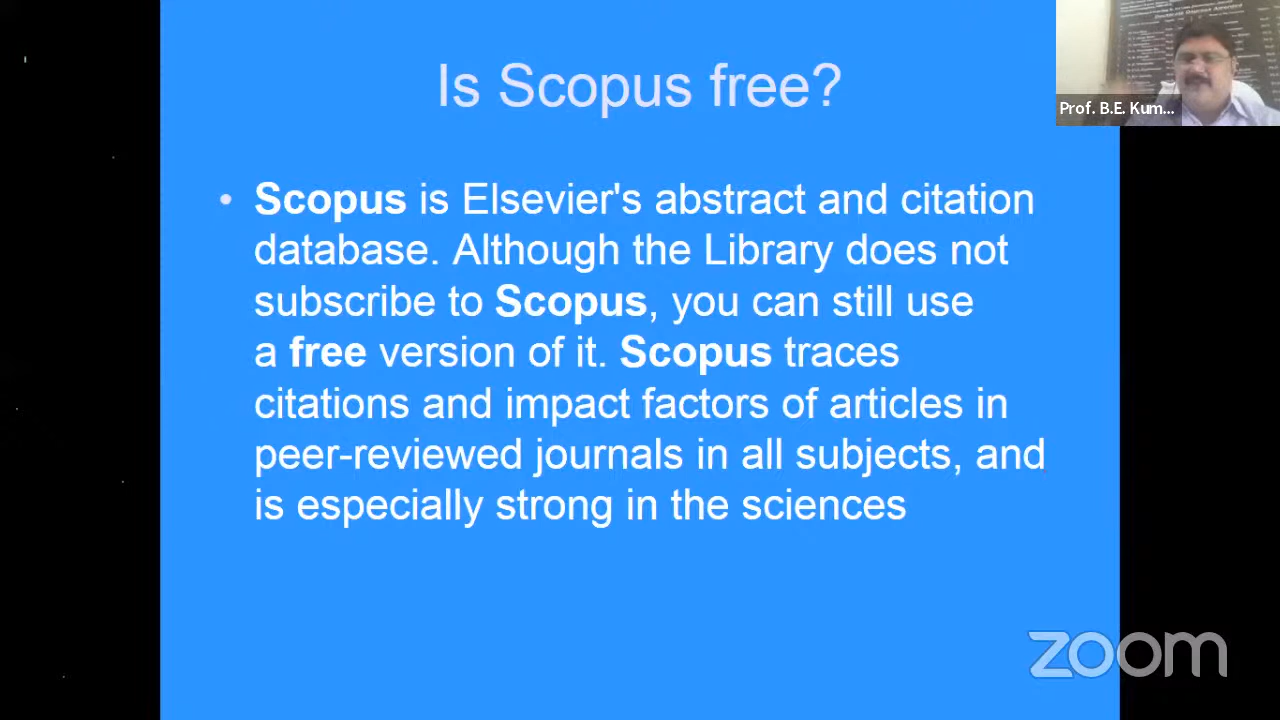 Is Scopus free?
• Scopus is Elsevier's abstract and citation
database. Although the Library does not
subscribe to Scopus, you can still use
a free version of it. Scopus traces
citations and impact factors of articles in
peer-reviewed journals in all subjects, and
is especially strong in the sciences
Prof. B.E. Kum...
zoom